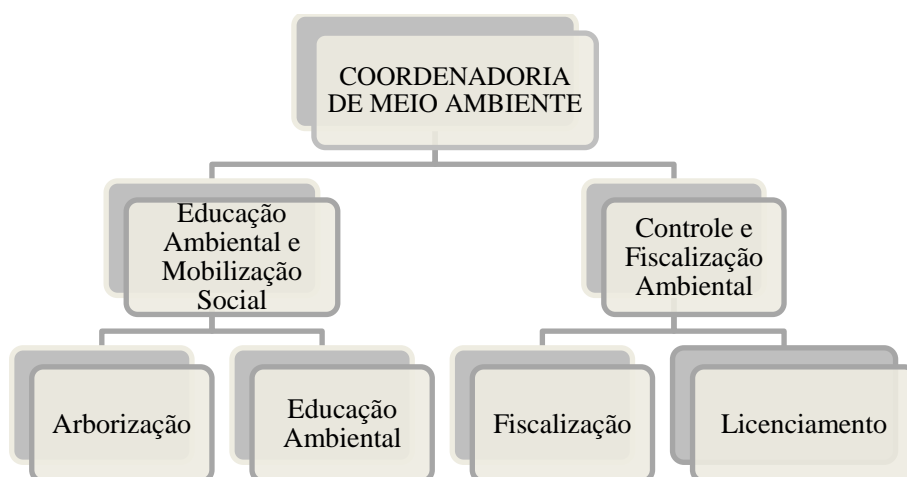 COORDENADORIA
DE MEIO AMBIENTE
Educação
Ambiental e
Mobilização
Social
Controle e
Fiscalização
Ambiental
Arborização
Educação
Ambiental
Fiscalização
Licenciamento